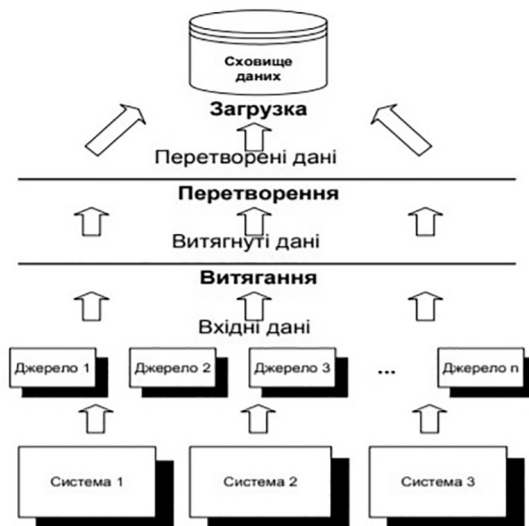 Сховище
даних
Загрузка
Перетворені дані
Перетворення
Витягнуті дані
Витягання
Вхідні дані
Джерело 1
Джерело 2
Джерело 3
...
Джерело n
Система 1
Система 2
Система 3